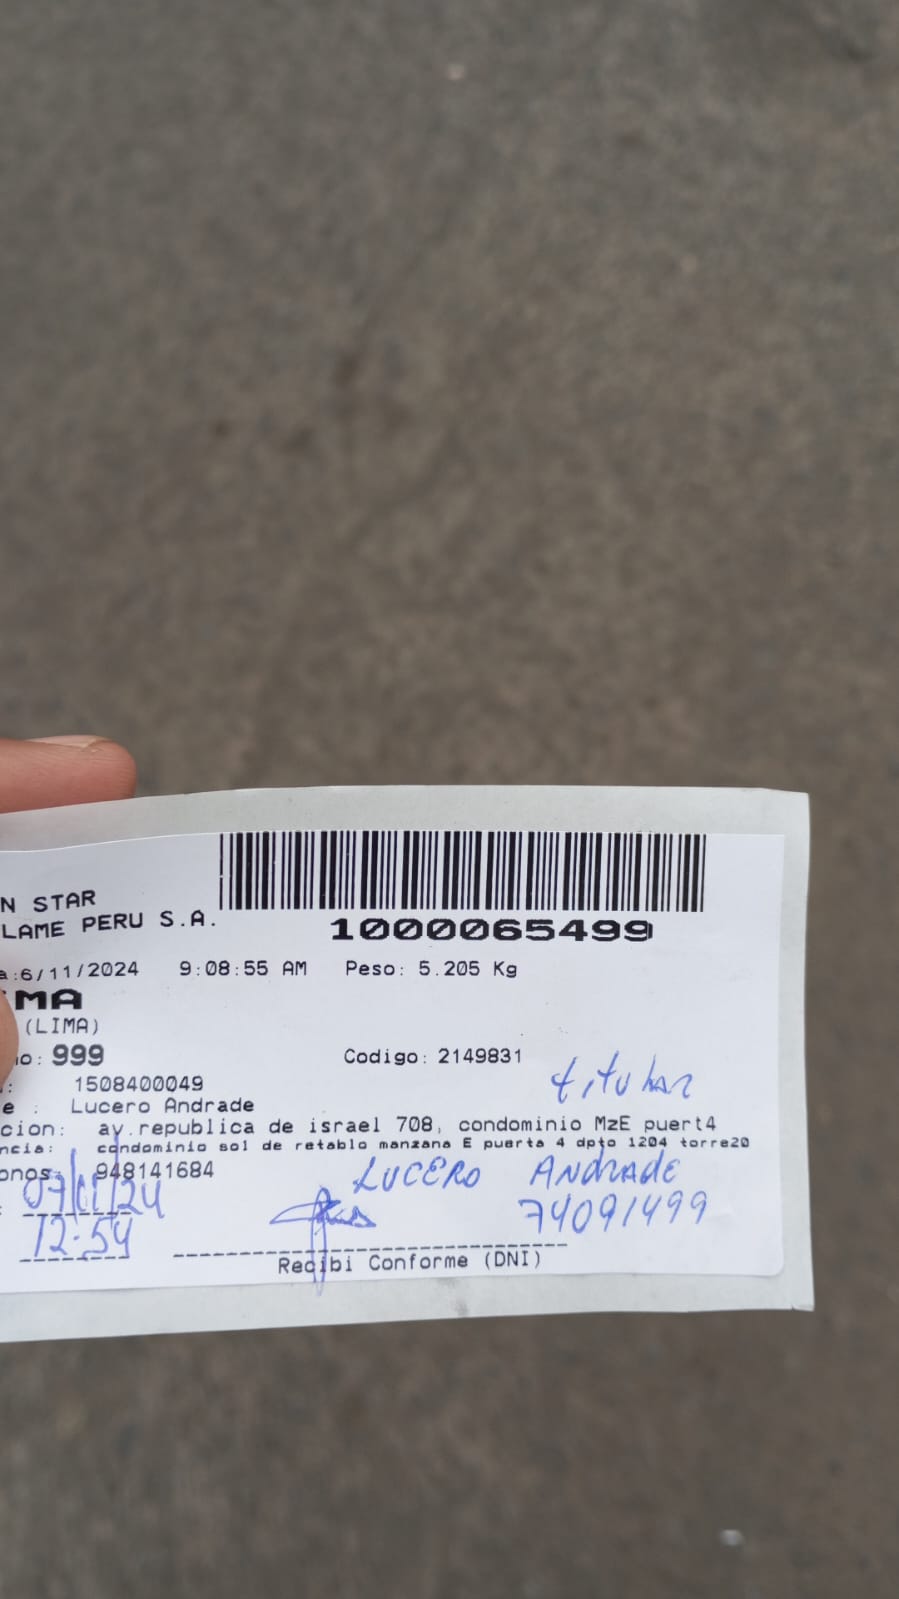 N STAR
LAME PERU S.A.
1000065499
a:6/11/2024 9:08:55 AM Peso: 5.205 Kg
MA
(LIMA)
no: 999 Codigo: 2149831
titular
: 1508400049
e : Lucero Andrade
cion: av.republica de israel 708, condominio MzE puert4
ncia: condominio sol de retablo manzana E puerta 4 dpto 1204 torre20
onos: 948141684
LUCERO ANDRADE
07/11/24
74091499
12:54
Recibi Conforme (DNI)